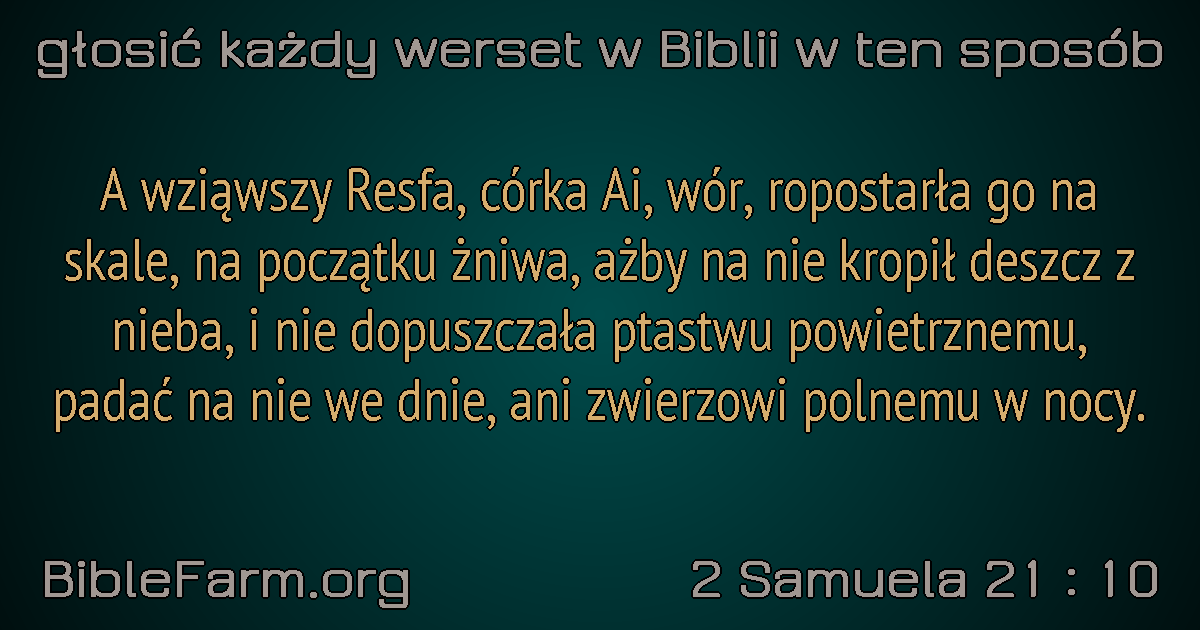 głosić każdy werset w Biblii w ten sposób
A wziąwszy Resfa, córka Ai, wór, ropostarła go na
skale, na początku żniwa, ażby na nie kropił deszcz z
nieba, i nie dopuszczała ptastwu powietrznemu,
padać na nie we dnie, ani zwierzowi polnemu w nocy.
BibleFarm.org
2 Samuela 21 : 10